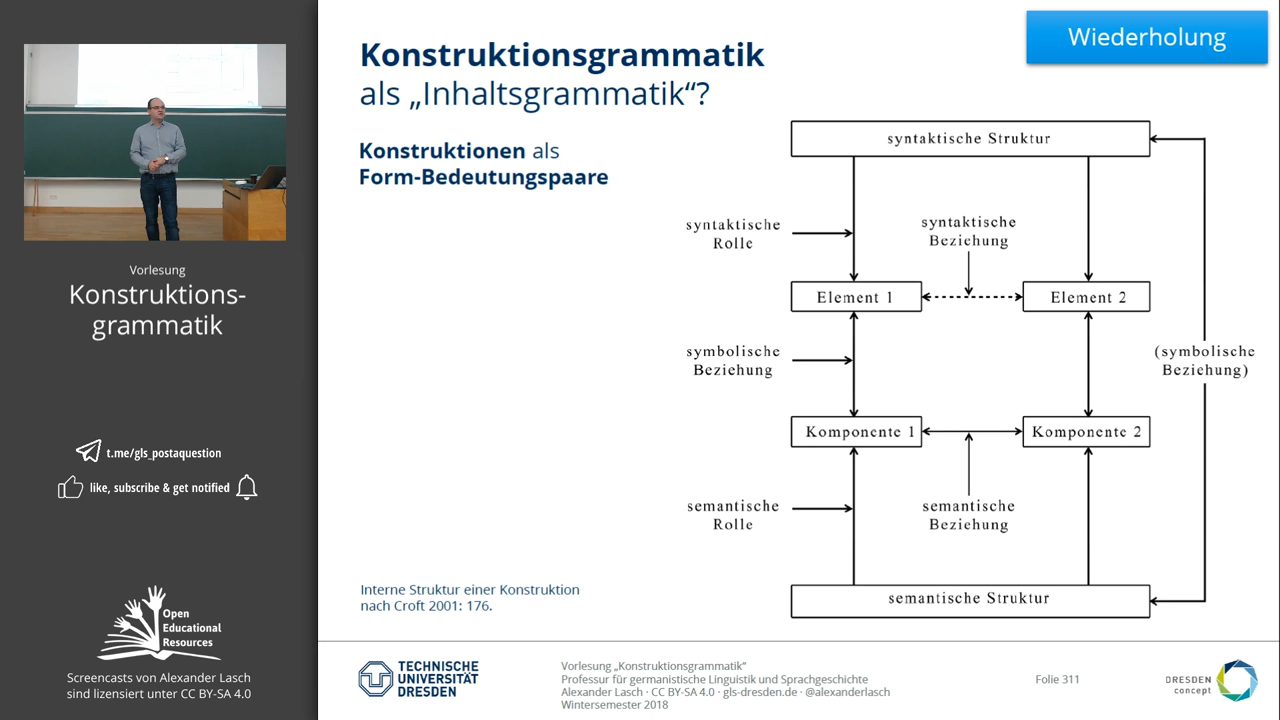 Vorlesung
Konstruktions-
grammatik
t.me/gls_postaquestion
like, subscribe & get notified
Open
Educational
Resources
Screencasts von Alexander Lasch
sind lizensiert unter CC BY-SA 4.0
Wiederholung
Konstruktionsgrammatik
als „Inhaltsgrammatik“?
Konstruktionen als
Form-Bedeutungspaare
syntaktische Struktur
syntaktische
Rolle
syntaktische
Beziehung
Element 1
Element 2
symbolische
Beziehung
(symbolische
Beziehung)
Komponente 1
Komponente 2
semantische
Rolle
semantische
Beziehung
semantische Struktur
Interne Struktur einer Konstruktion
nach Croft 2001: 176.
TECHNISCHE
UNIVERSITÄT
DRESDEN
Vorlesung „Konstruktionsgrammatik“
Professur für germanistische Linguistik und Sprachgeschichte
Alexander Lasch · CC BY-SA 4.0 · gls-dresden.de · @alexanderlasch
Wintersemester 2018
Folie 311
DRESDEN
concept